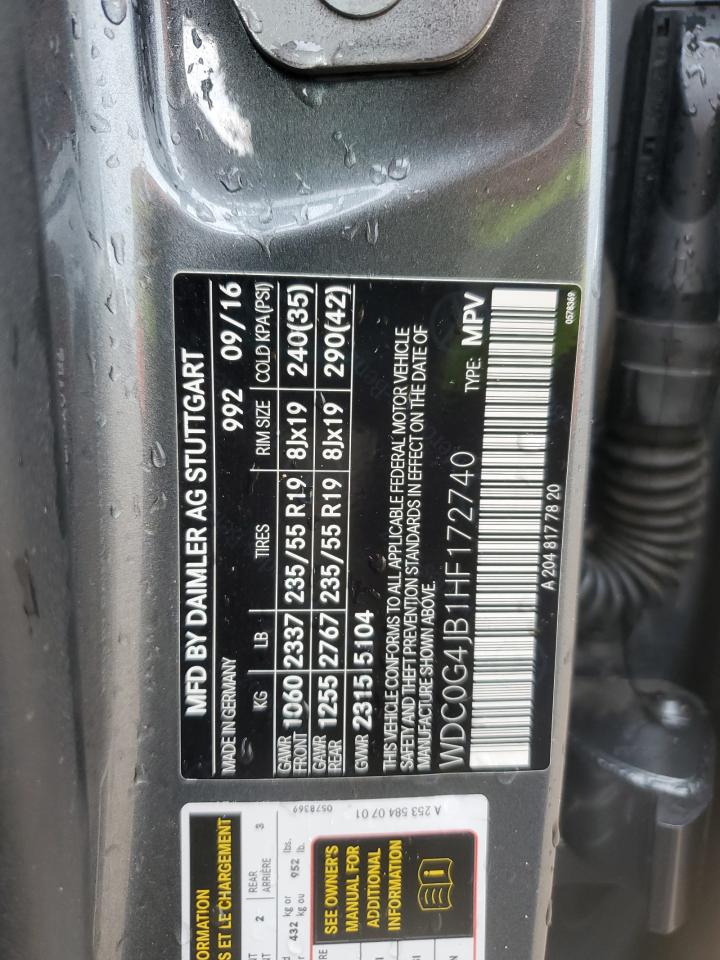 MFD BY DAIMLER AG STUTTGART
MADE IN GERMANY 992 09/16
KG LB TIRES RIM SIZE COLD KPA (PSI)
GAWR FRONT 1060 2337 235/55 R19 8Jx19 240(35)
GAWR REAR 1255 2767 235/55 R19 8Jx19 290(42)
GVWR 2315 5104
THIS VEHICLE CONFORMS TO ALL APPLICABLE FEDERAL MOTOR VEHICLE
SAFETY AND THEFT PREVENTION STANDARDS IN EFFECT ON THE DATE OF
MANUFACTURE SHOWN ABOVE.
WDC0G4JB1HF172740 TYPE: MPV
A 204 817 78 20
0578369
ORMATION
S ET LE CHARGEMENT
2 REAR 3
ARRIÈRE
432 kg or 952 lbs.
kg ou lb.
SEE OWNER'S
MANUAL FOR
ADDITIONAL
INFORMATION
0578369
A 253 584 07 01